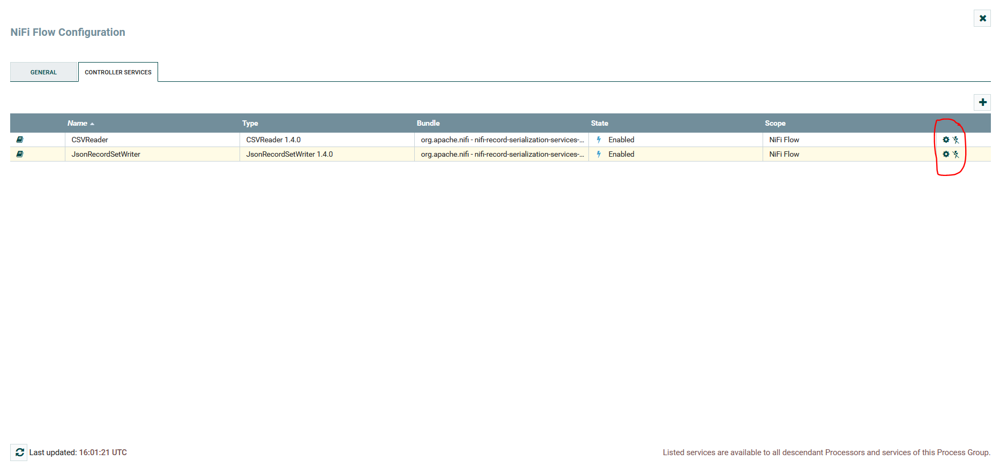 NiFi Flow Configuration
GENERAL
CONTROLLER SERVICES
Name Type Bundle State Scope
CSVReader CSVReader 1.4.0 org.apache.nifi - nifi-record-serialization-services-... Enabled NiFi Flow
JsonRecordSetWriter JsonRecordSetWriter 1.4.0 org.apache.nifi - nifi-record-serialization-services-... Enabled NiFi Flow
Last updated: 16:01:21 UTC
Listed services are available to all descendant Processors and services of this Process Group.